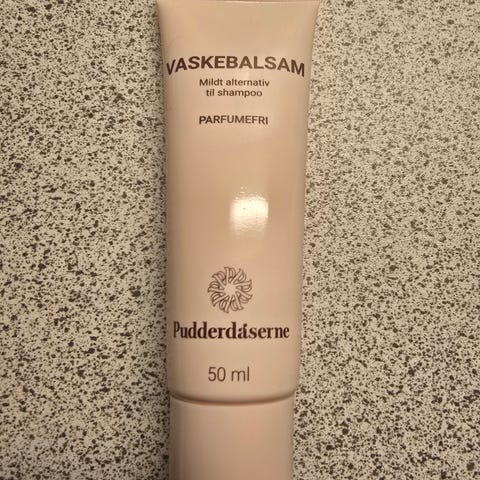 VASKEBALSAM
Mildt alternativ
til shampoo
PARFUMEFRI
Pudderdåserne
50 ml